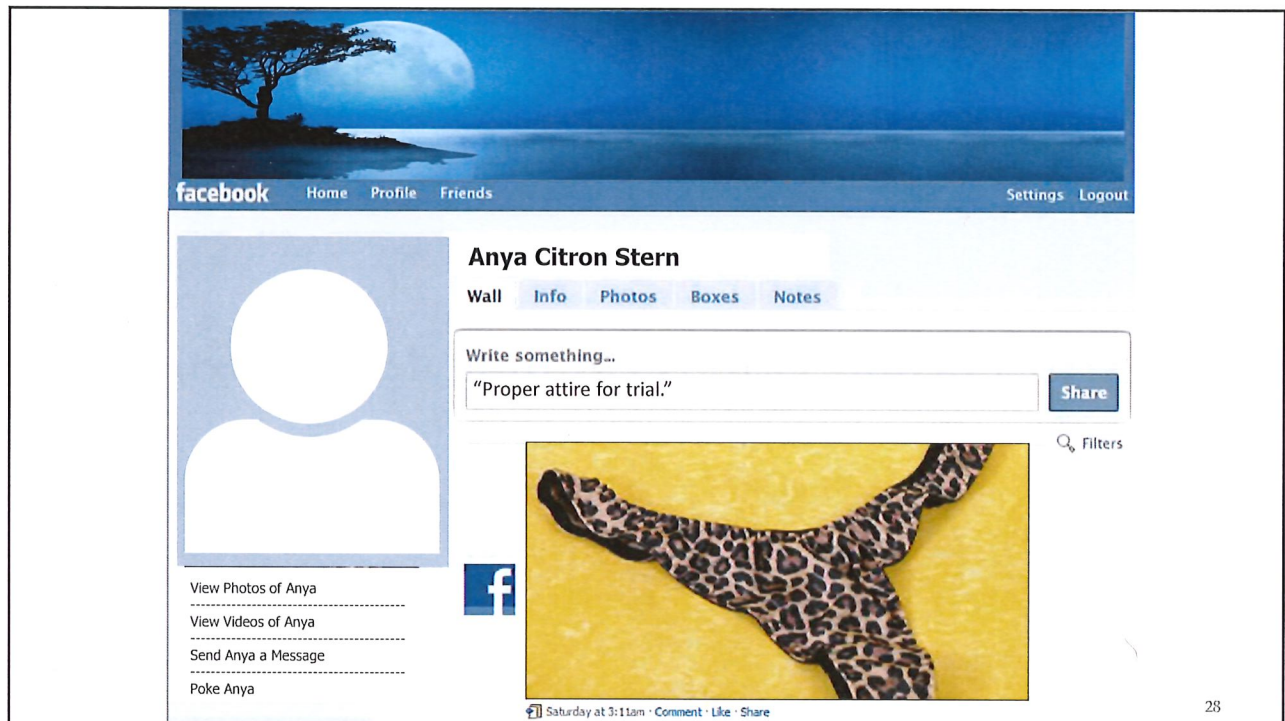 facebook Home Profile Friends Settings Logout
Anya Citron Stern
Wall Info Photos Boxes Notes
Write something...
“Proper attire for trial.” Share
Filters
f
View Photos of Anya
View Videos of Anya
Send Anya a Message
Poke Anya
Saturday at 3:11am · Comment · Like · Share
28